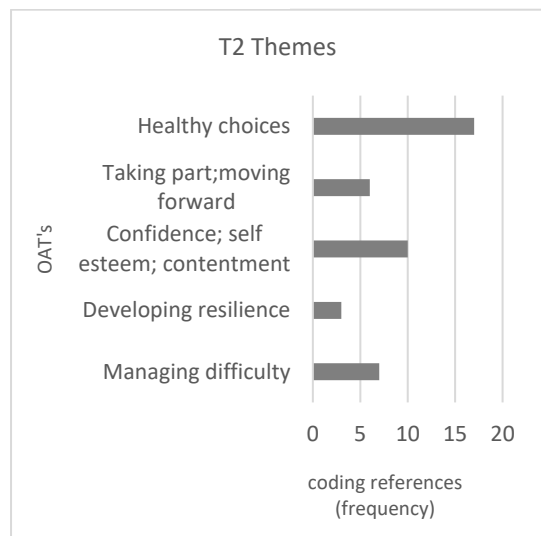 T2 Themes
Healthy choices
Taking part;moving
forward
Confidence; self
esteem; contentment
Developing resilience
Managing difficulty
OAT's
0 5 10 15 20
coding references
(frequency)